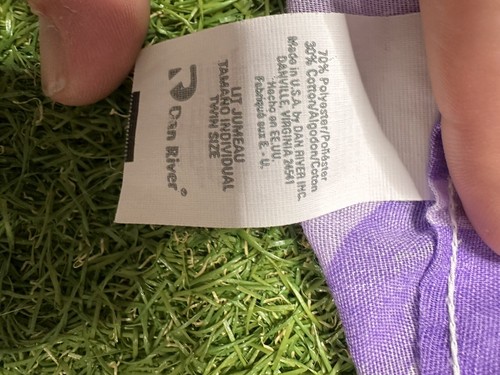 70% Polyester/Poliéster
30% Cotton/Algodon/Coton
Made in U.S.A. by DAN RIVER INC.
DANVILLE, VIRGINIA 24541
Hecho en EE.UU.
Fabriqué aux É.-U.
LIT JUMEAU
TAMAÑO INDIVIDUAL
TWIN SIZE
Dan River®